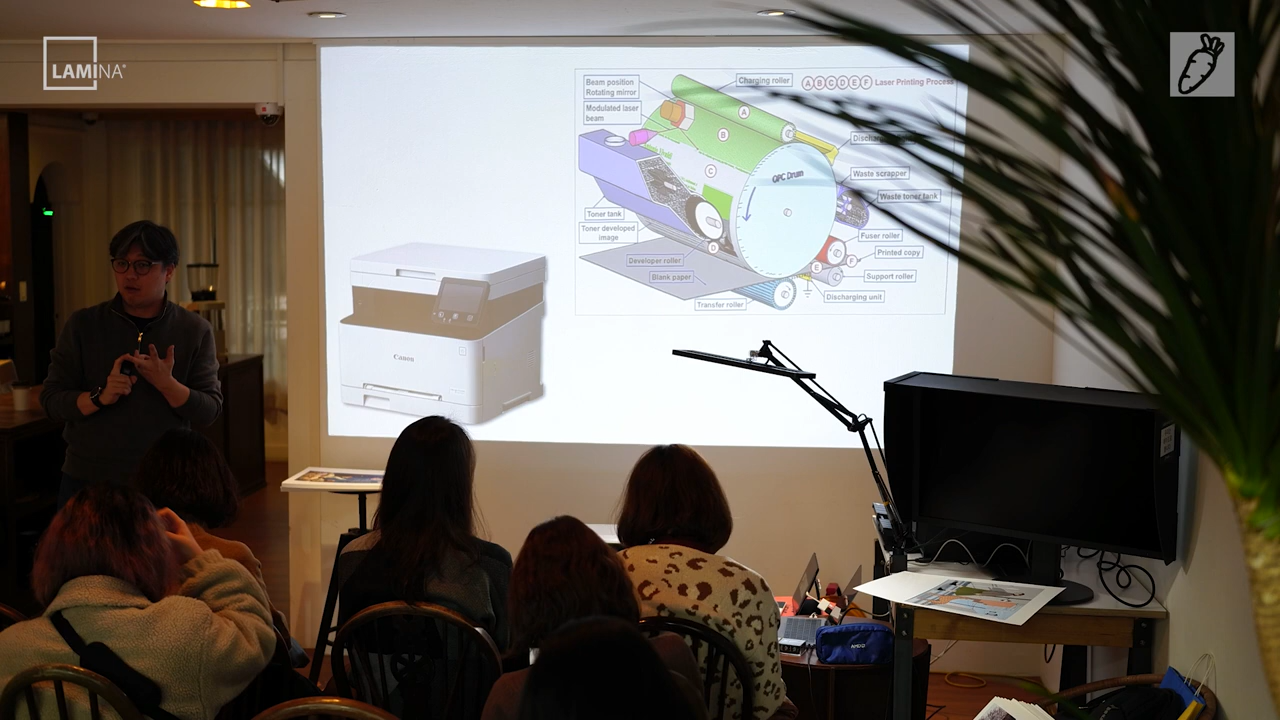 LAMINA
Beam position
Rotating mirror
Charging roller
A B C D E F Laser Printing Process
Modulated laser
beam
A
B
C
OPC Drum
Waste scrapper
Waste toner tank
Toner tank
Toner developed
image
Fuser roller
Printed copy
D
E
F
Developer roller
Support roller
Blank paper
Discharging unit
Transfer roller
Canon